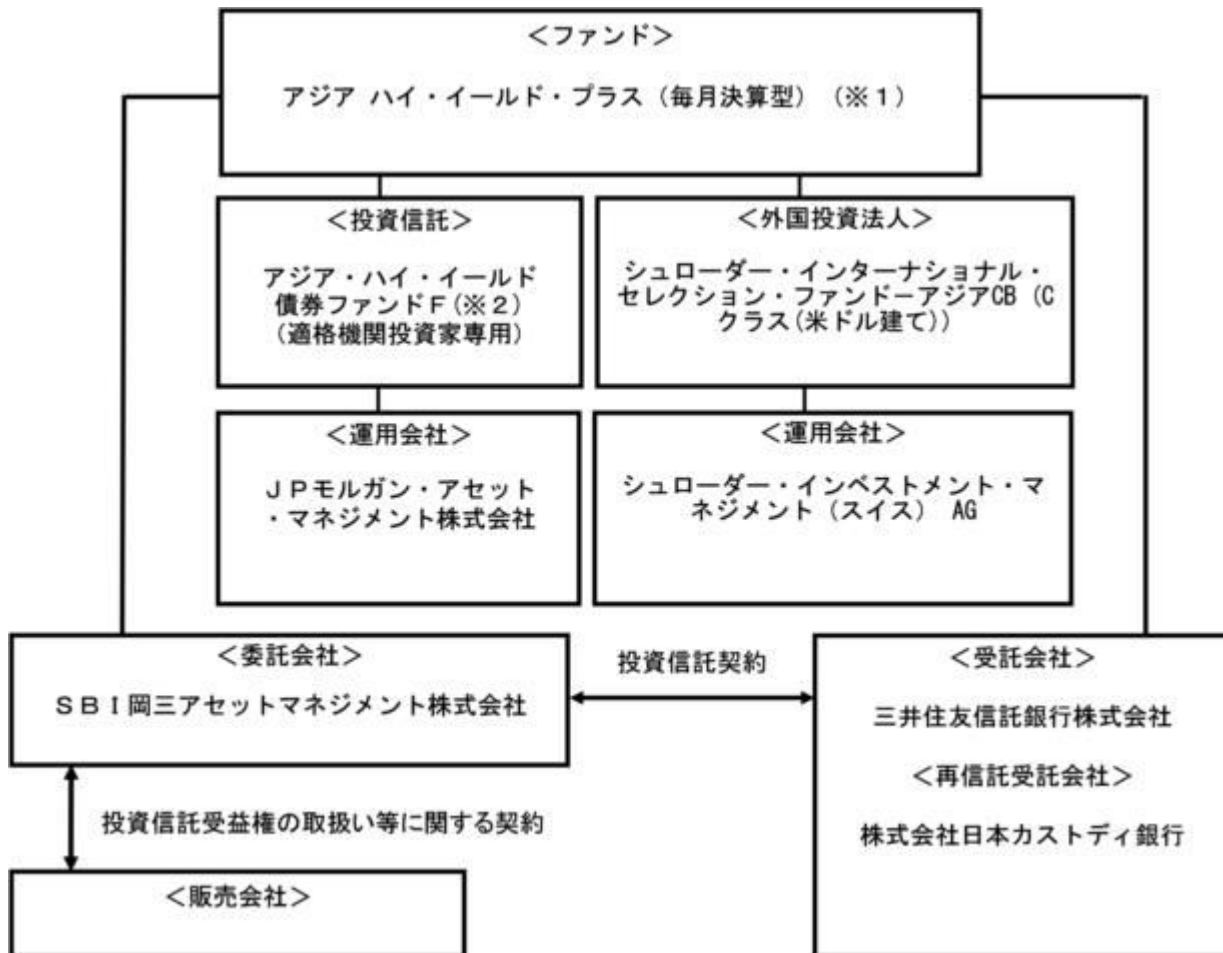 ＜ファンド＞
アジア ハイ・イールド・プラス（毎月決算型）（※１）
＜投資信託＞
アジア・ハイ・イールド
債券ファンドＦ(※２)
（適格機関投資家専用）
＜外国投資法人＞
シュローダー・インターナショナル・
セレクション・ファンド－アジアCB（C
クラス(米ドル建て)）
＜運用会社＞
ＪＰモルガン・アセット
・マネジメント株式会社
＜運用会社＞
シュローダー・インベストメント・マ
ネジメント（スイス） AG
＜委託会社＞
ＳＢＩ岡三アセットマネジメント株式会社
投資信託契約
＜受託会社＞
三井住友信託銀行株式会社
＜再信託受託会社＞
株式会社日本カストディ銀行
投資信託受益権の取扱い等に関する契約
＜販売会社＞